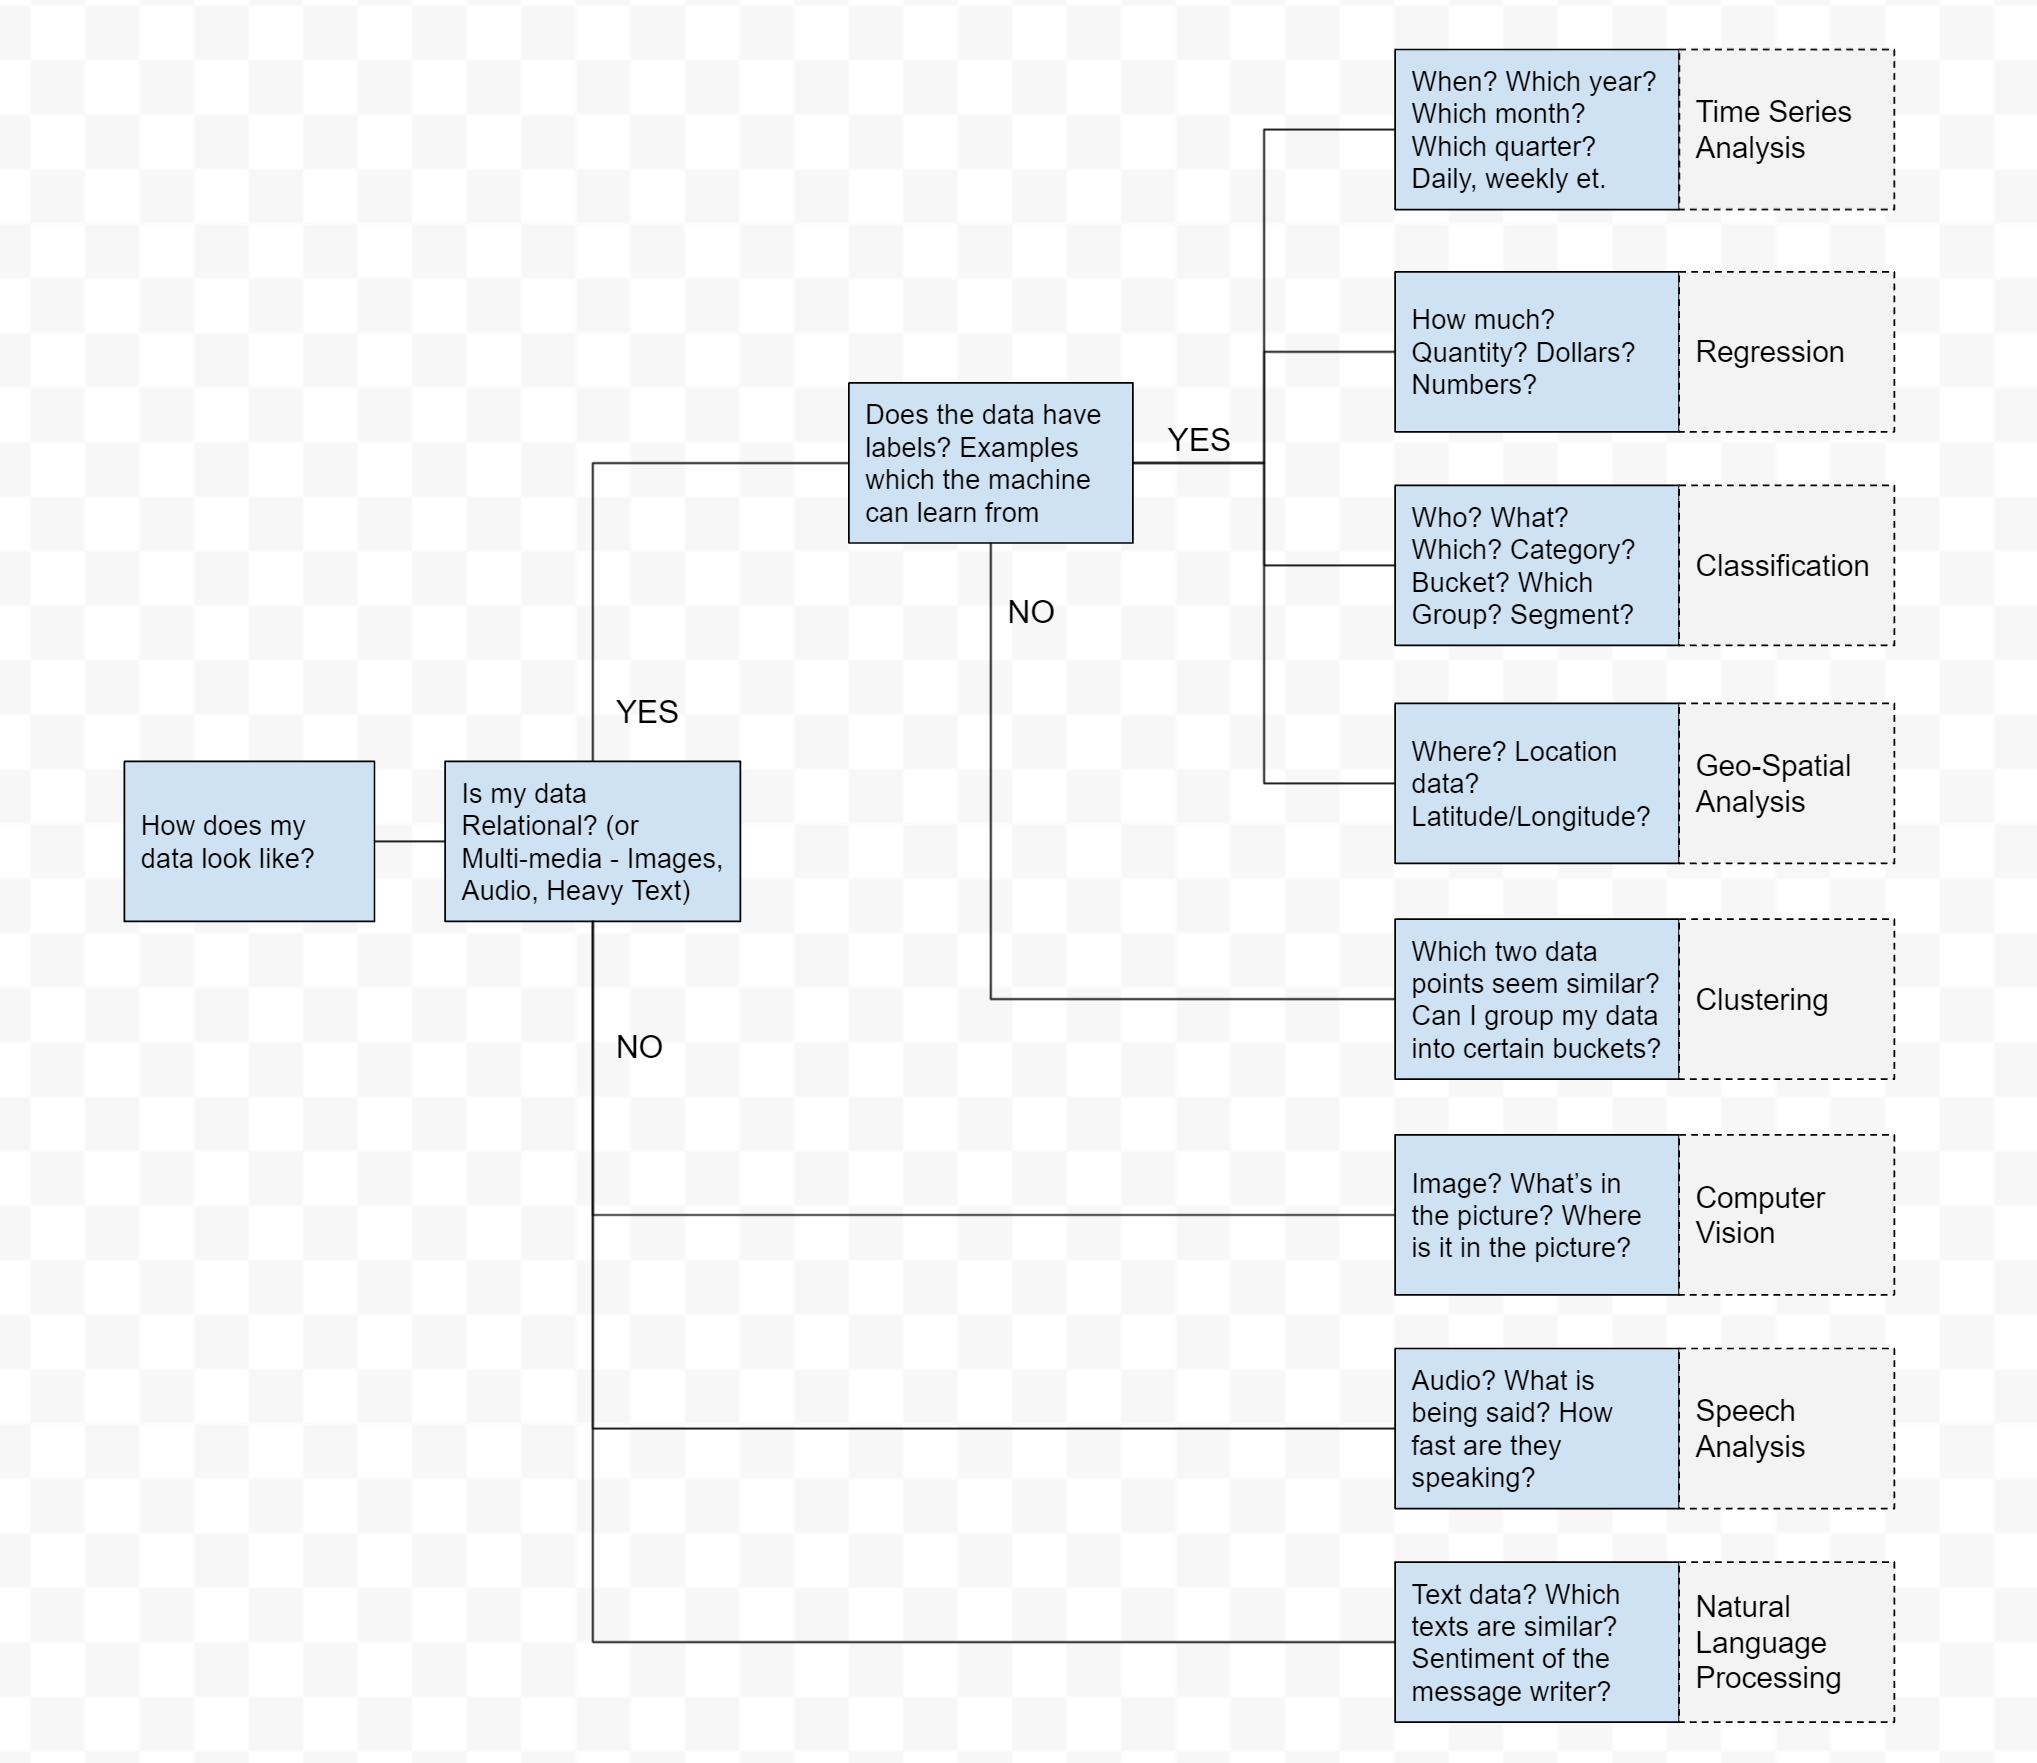 How does my
data look like?
Is my data
Relational? (or
Multi-media - Images,
Audio, Heavy Text)
YES
NO
Does the data have
labels? Examples
which the machine
can learn from
YES
NO
When? Which year?
Which month?
Which quarter?
Daily, weekly et.
Time Series
Analysis
How much?
Quantity? Dollars?
Numbers?
Regression
Who? What?
Which? Category?
Bucket? Which
Group? Segment?
Classification
Where? Location
data?
Latitude/Longitude?
Geo-Spatial
Analysis
Which two data
points seem similar?
Can I group my data
into certain buckets?
Clustering
Image? What’s in
the picture? Where
is it in the picture?
Computer
Vision
Audio? What is
being said? How
fast are they
speaking?
Speech
Analysis
Text data? Which
texts are similar?
Sentiment of the
message writer?
Natural
Language
Processing